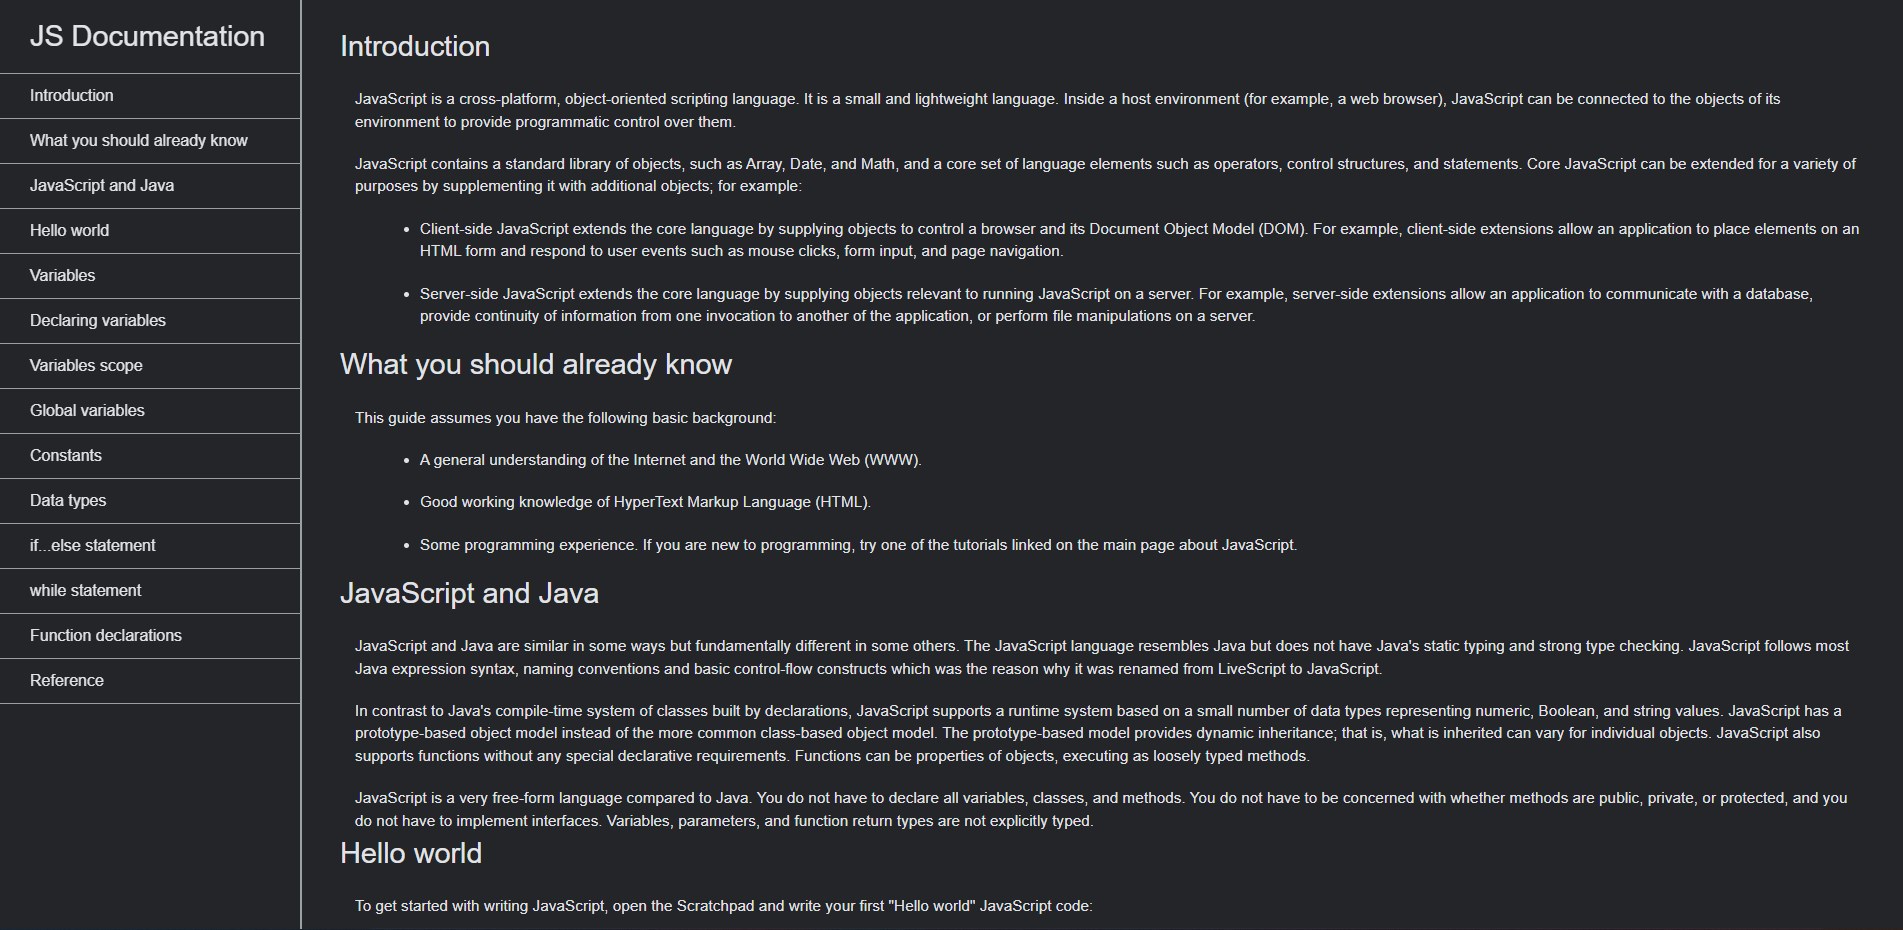 JS Documentation
Introduction
What you should already know
JavaScript and Java
Hello world
Variables
Declaring variables
Variables scope
Global variables
Constants
Data types
if...else statement
while statement
Function declarations
Reference
Introduction
JavaScript is a cross-platform, object-oriented scripting language. It is a small and lightweight language. Inside a host environment (for example, a web browser), JavaScript can be connected to the objects of its
environment to provide programmatic control over them.
JavaScript contains a standard library of objects, such as Array, Date, and Math, and a core set of language elements such as operators, control structures, and statements. Core JavaScript can be extended for a variety of
purposes by supplementing it with additional objects; for example:
• Client-side JavaScript extends the core language by supplying objects to control a browser and its Document Object Model (DOM). For example, client-side extensions allow an application to place elements on an
HTML form and respond to user events such as mouse clicks, form input, and page navigation.
• Server-side JavaScript extends the core language by supplying objects relevant to running JavaScript on a server. For example, server-side extensions allow an application to communicate with a database,
provide continuity of information from one invocation to another of the application, or perform file manipulations on a server.
What you should already know
This guide assumes you have the following basic background:
• A general understanding of the Internet and the World Wide Web (WWW).
• Good working knowledge of HyperText Markup Language (HTML).
• Some programming experience. If you are new to programming, try one of the tutorials linked on the main page about JavaScript.
JavaScript and Java
JavaScript and Java are similar in some ways but fundamentally different in some others. The JavaScript language resembles Java but does not have Java's static typing and strong type checking. JavaScript follows most
Java expression syntax, naming conventions and basic control-flow constructs which was the reason why it was renamed from LiveScript to JavaScript.
In contrast to Java's compile-time system of classes built by declarations, JavaScript supports a runtime system based on a small number of data types representing numeric, Boolean, and string values. JavaScript has a
prototype-based object model instead of the more common class-based object model. The prototype-based model provides dynamic inheritance; that is, what is inherited can vary for individual objects. JavaScript also
supports functions without any special declarative requirements. Functions can be properties of objects, executing as loosely typed methods.
JavaScript is a very free-form language compared to Java. You do not have to declare all variables, classes, and methods. You do not have to be concerned with whether methods are public, private, or protected, and you
do not have to implement interfaces. Variables, parameters, and function return types are not explicitly typed.
Hello world
To get started with writing JavaScript, open the Scratchpad and write your first "Hello world" JavaScript code: